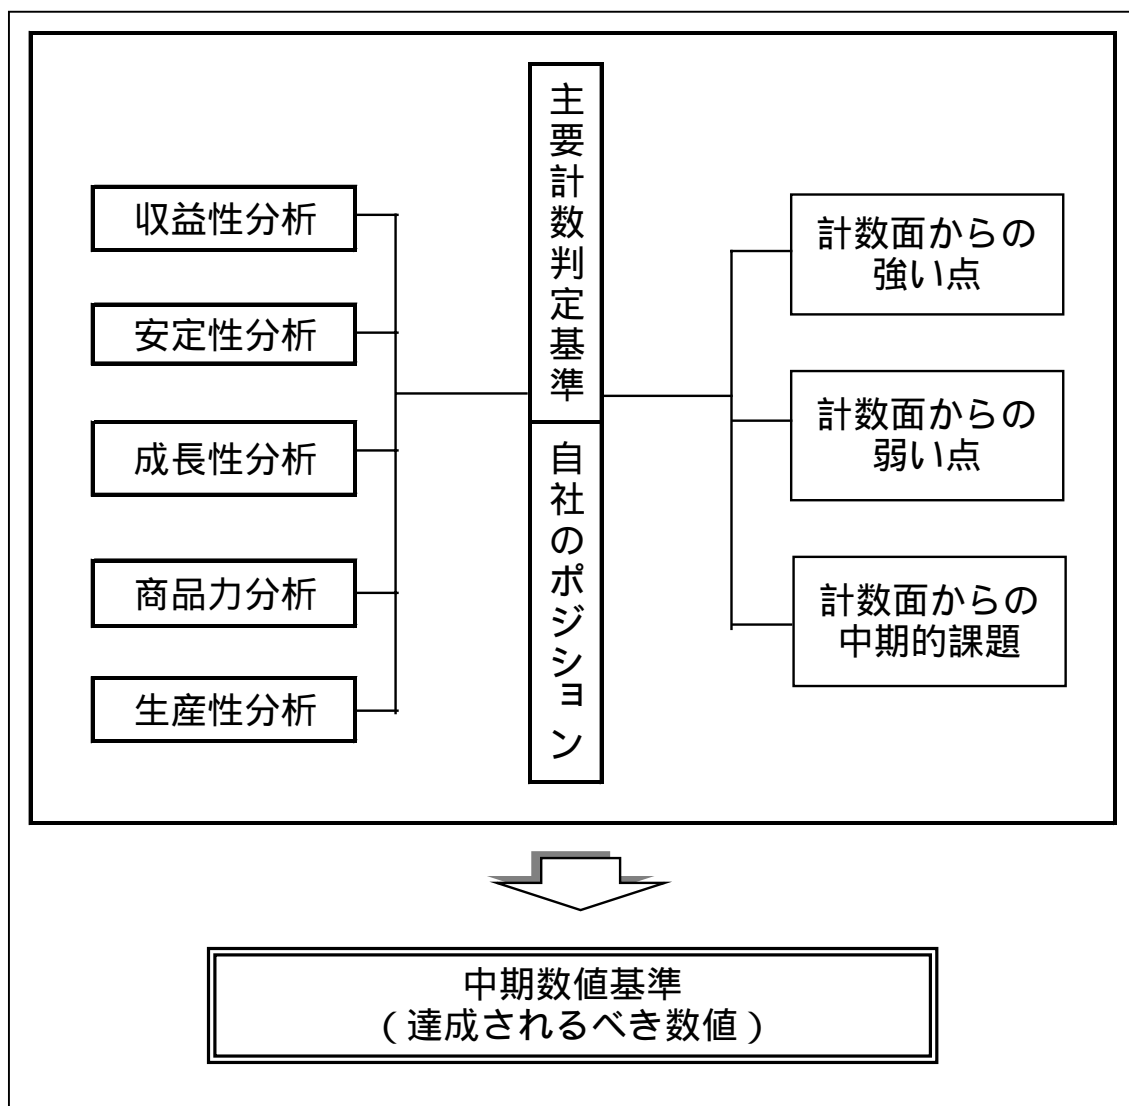 収益性分析
安定性分析
成長性分析
商品力分析
生産性分析
主要計数判定基準
自社のポジション
計数面からの
強い点
計数面からの
弱い点
計数面からの
中期的課題
中期数値基準
（達成されるべき数値）